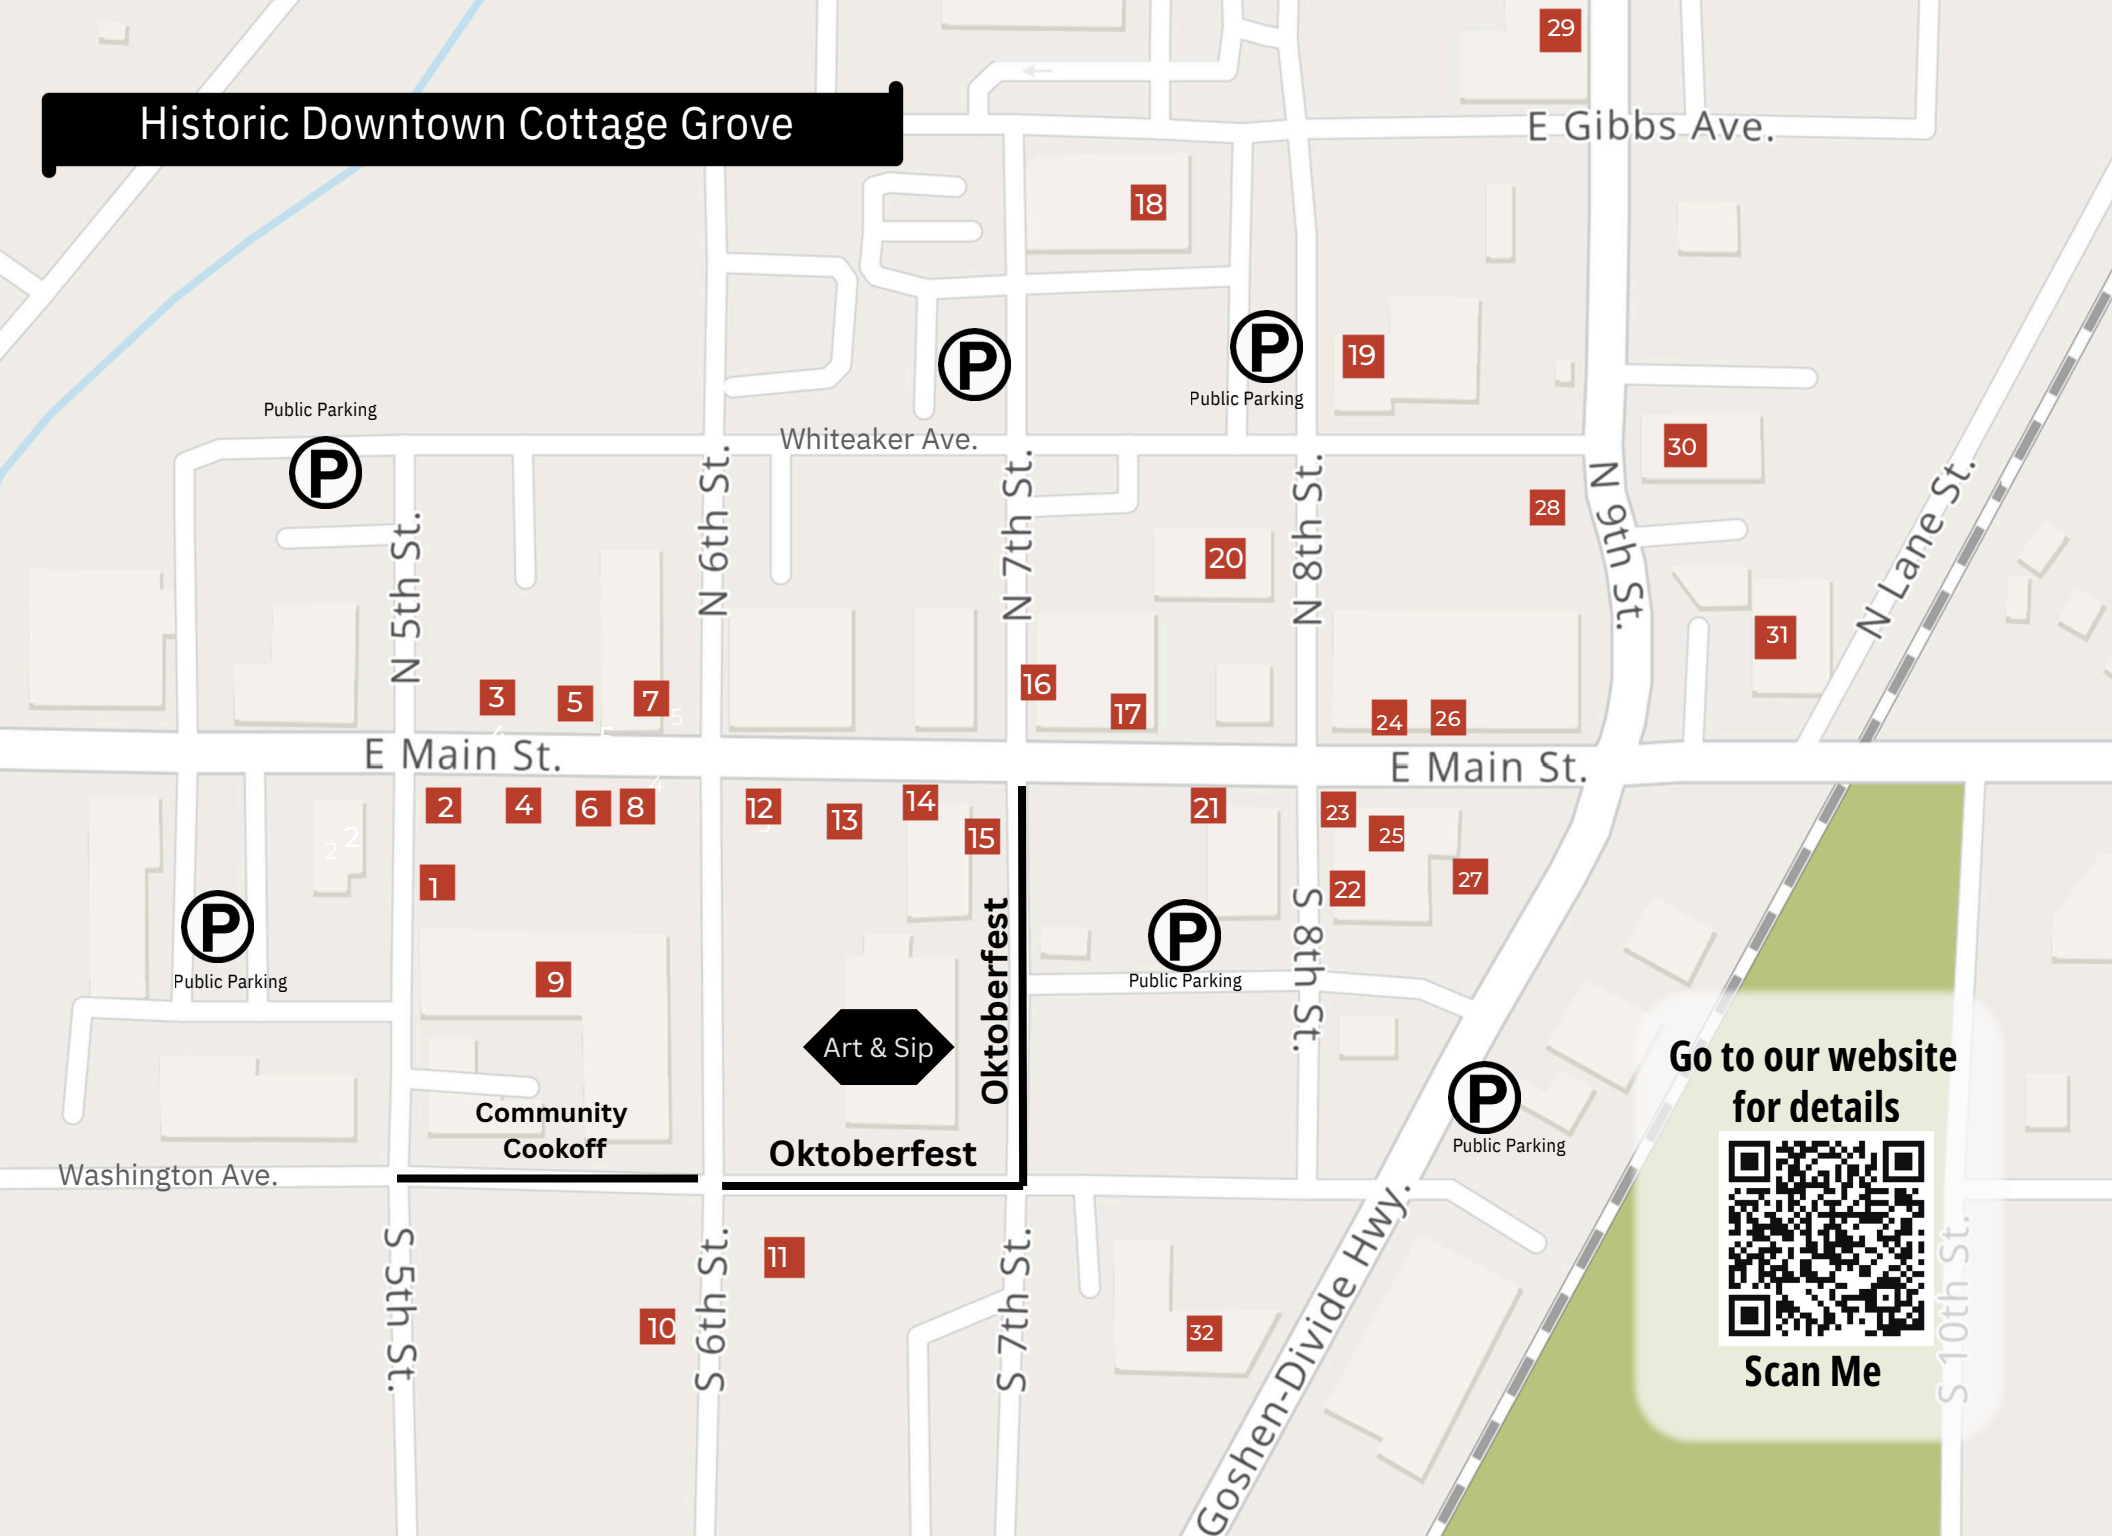 29
Historic Downtown Cottage Grove
E Gibbs Ave.
18
P
P
19
Public Parking
Public Parking
P
Whiteaker Ave.
30
N 5th St.
N 6th St.
N 7th St.
N 8th St.
N 9th St.
N Lane St.
28
20
31
3
5
7
5
16
17
24
26
E Main St.
E Main St.
4
2
4
6
8
12
13
14
15
21
23
25
22
27
2
2
1
P
Public Parking
9
P
Public Parking
S 8th St.
Art & Sip
Oktoberfest
Go to our website
for details
P
Public Parking
Community
Cookoff
Oktoberfest
Washington Ave.
S 5th St.
S 6th St.
S 7th St.
Goshen-Divide Hwy.
S 10th St.
11
10
32
Scan Me